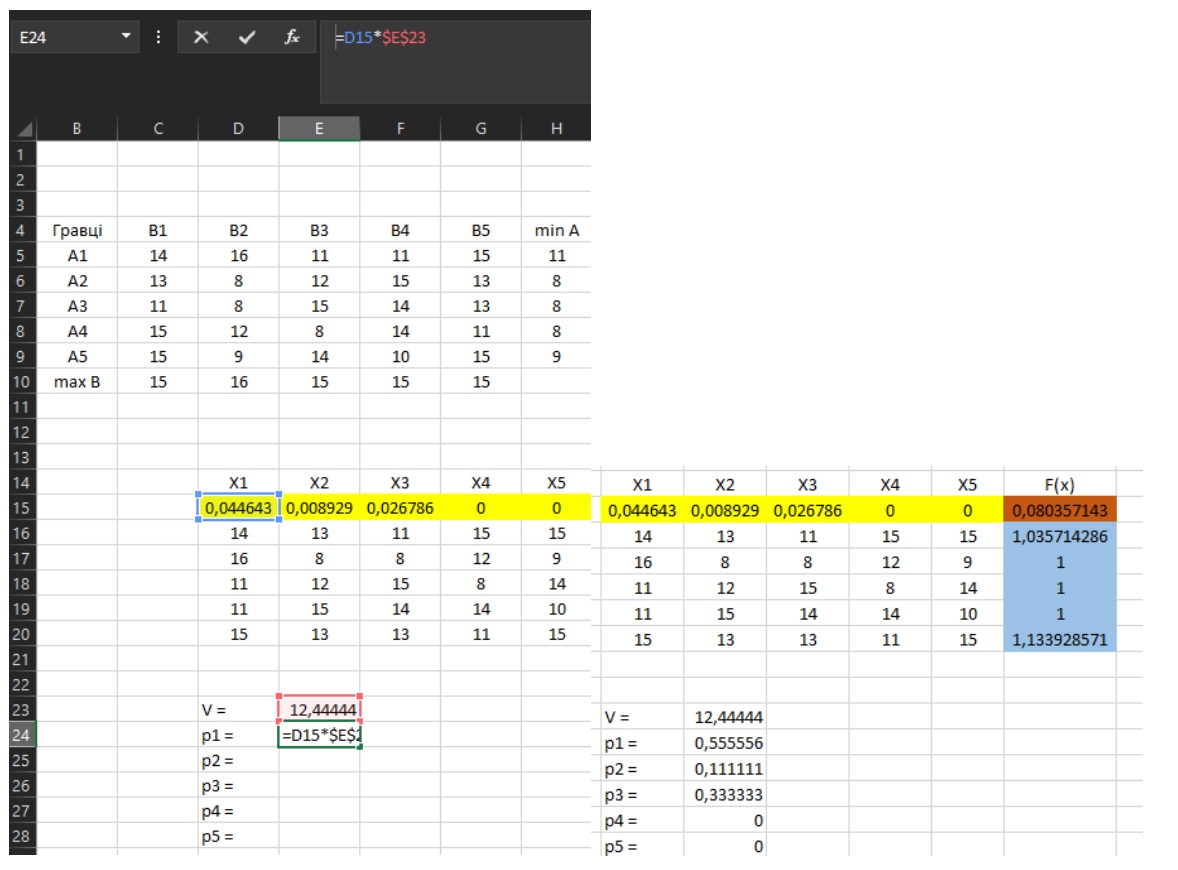 E24 =D15*$E$23
B C D E F G H
1
2
3
4 Гравці B1 B2 B3 B4 B5 min A
5 A1 14 16 11 11 15 11
6 A2 13 8 12 15 13 8
7 A3 11 8 15 14 13 8
8 A4 15 12 8 14 11 8
9 A5 15 9 14 10 15 9
10 max B 15 16 15 15 15
11
12
13
14 X1 X2 X3 X4 X5
15 0,044643 0,008929 0,026786 0 0
16 14 13 11 15 15
17 16 8 8 12 9
18 11 12 15 8 14
19 11 15 14 14 10
20 15 13 13 11 15
21
22
23 V = 12,44444
24 p1 = =D15*$E$2
25 p2 =
26 p3 =
27 p4 =
28 p5 =
X1 X2 X3 X4 X5 F(x)
0,044643 0,008929 0,026786 0 0 0,080357143
14 13 11 15 15 1,035714286
16 8 8 12 9 1
11 12 15 8 14 1
11 15 14 14 10 1
15 13 13 11 15 1,133928571
V = 12,44444
p1 = 0,555556
p2 = 0,111111
p3 = 0,333333
p4 = 0
p5 = 0